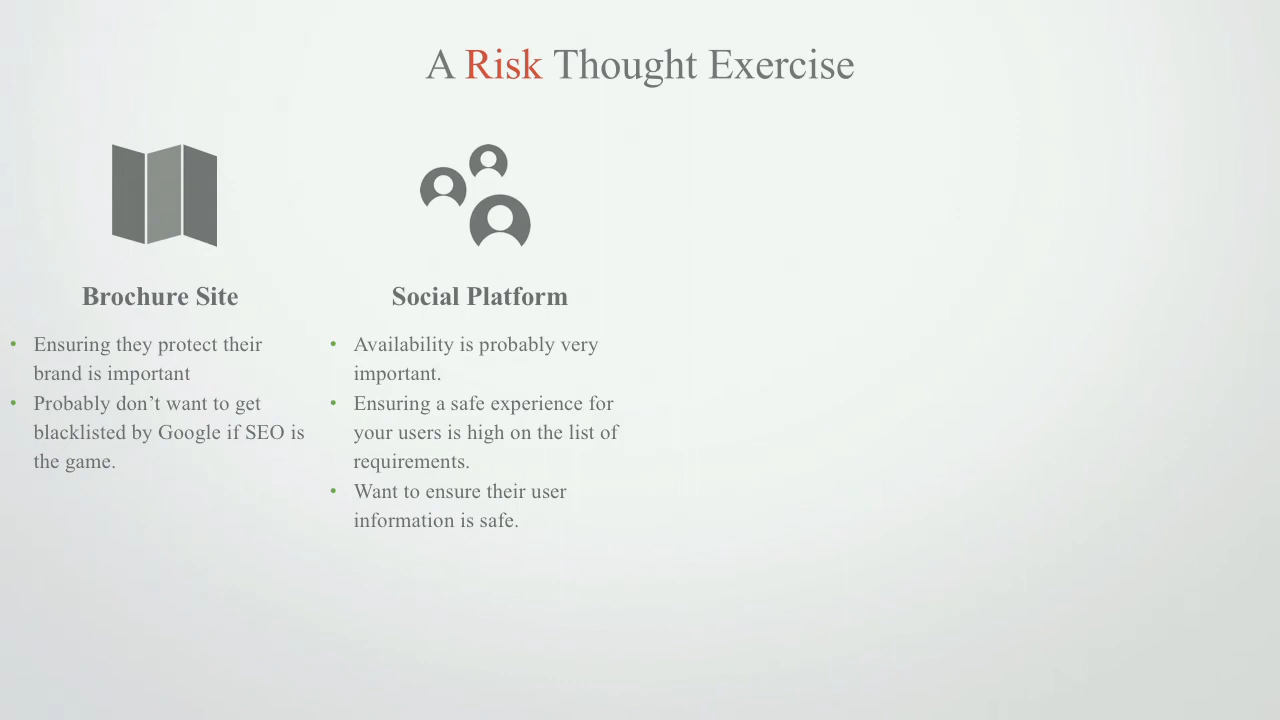 A Risk Thought Exercise
Brochure Site
• Ensuring they protect their
brand is important
• Probably don’t want to get
blacklisted by Google if SEO is
the game.
Social Platform
• Availability is probably very
important.
• Ensuring a safe experience for
your users is high on the list of
requirements.
• Want to ensure their user
information is safe.